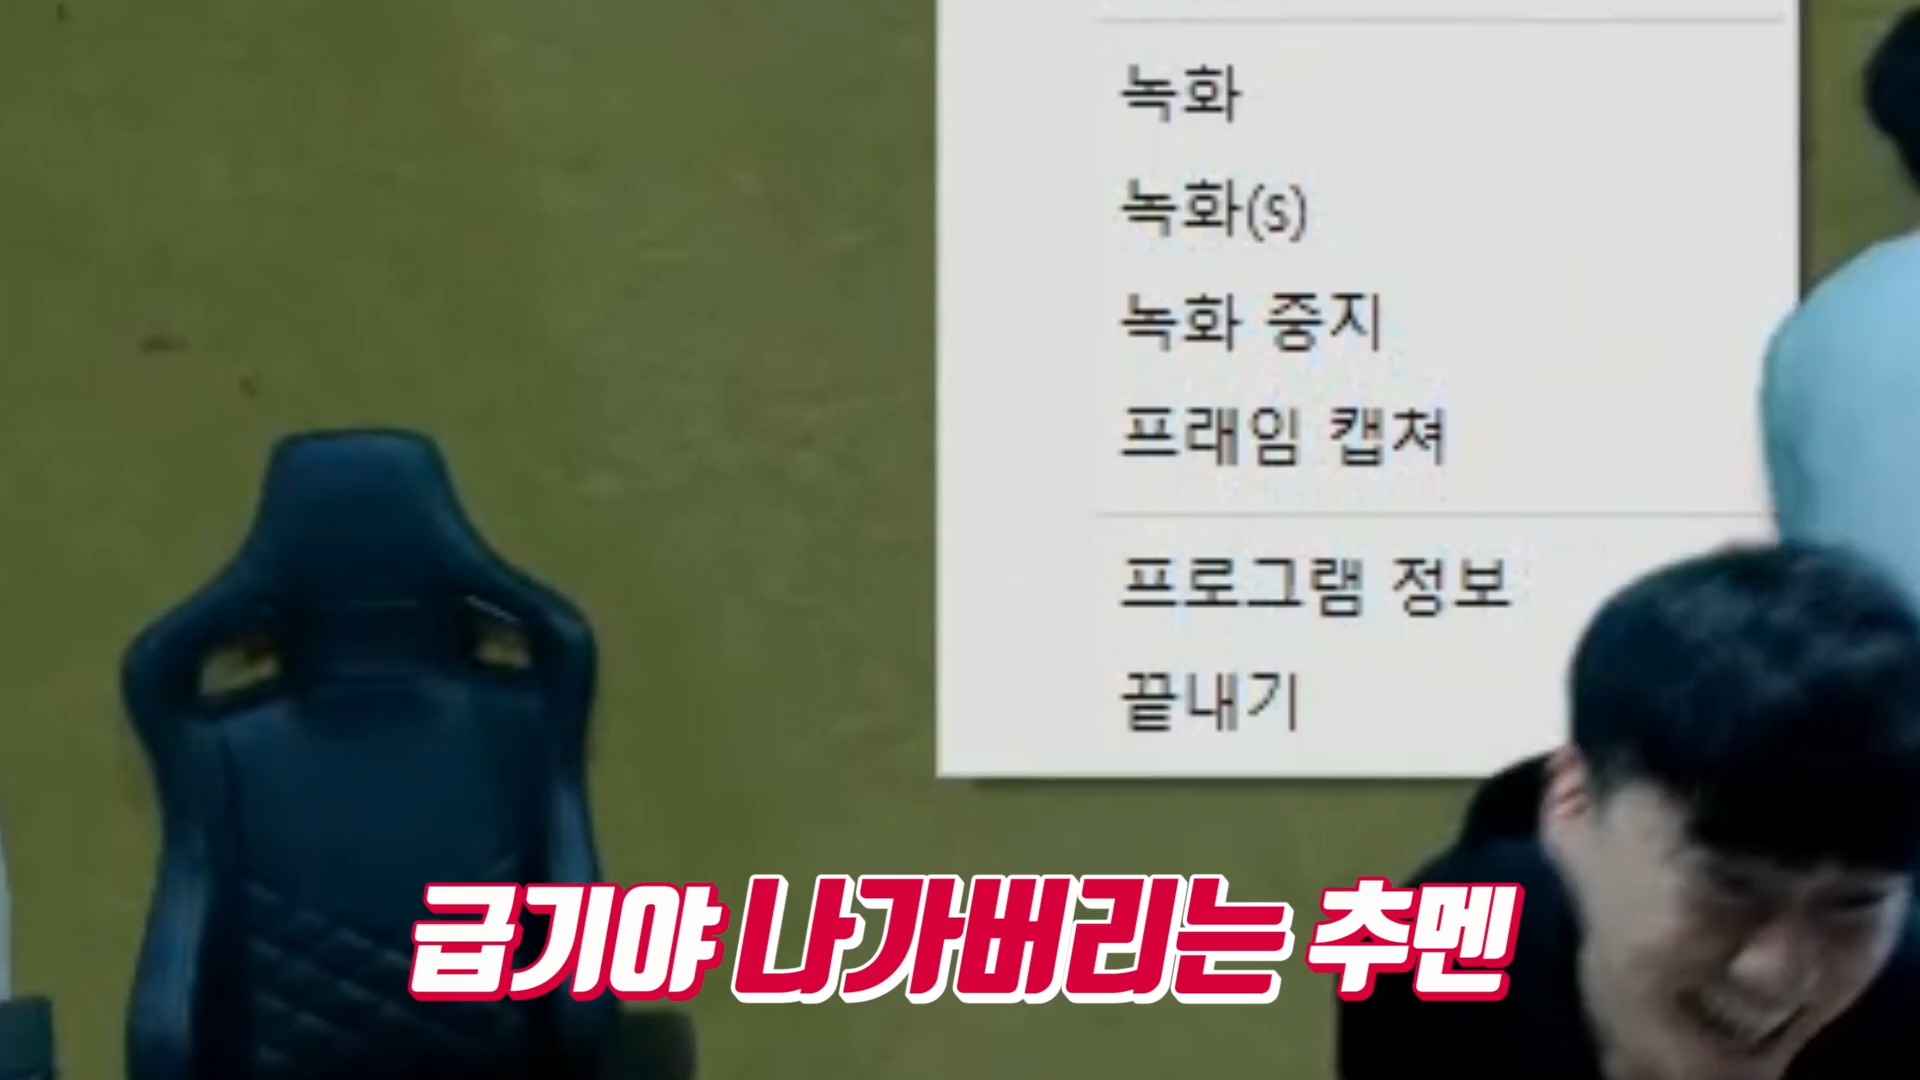 녹화
녹화(s)
녹화 중지
프래임 캡쳐
프로그램 정보
끝내기
급기야 나가버리는 추멘